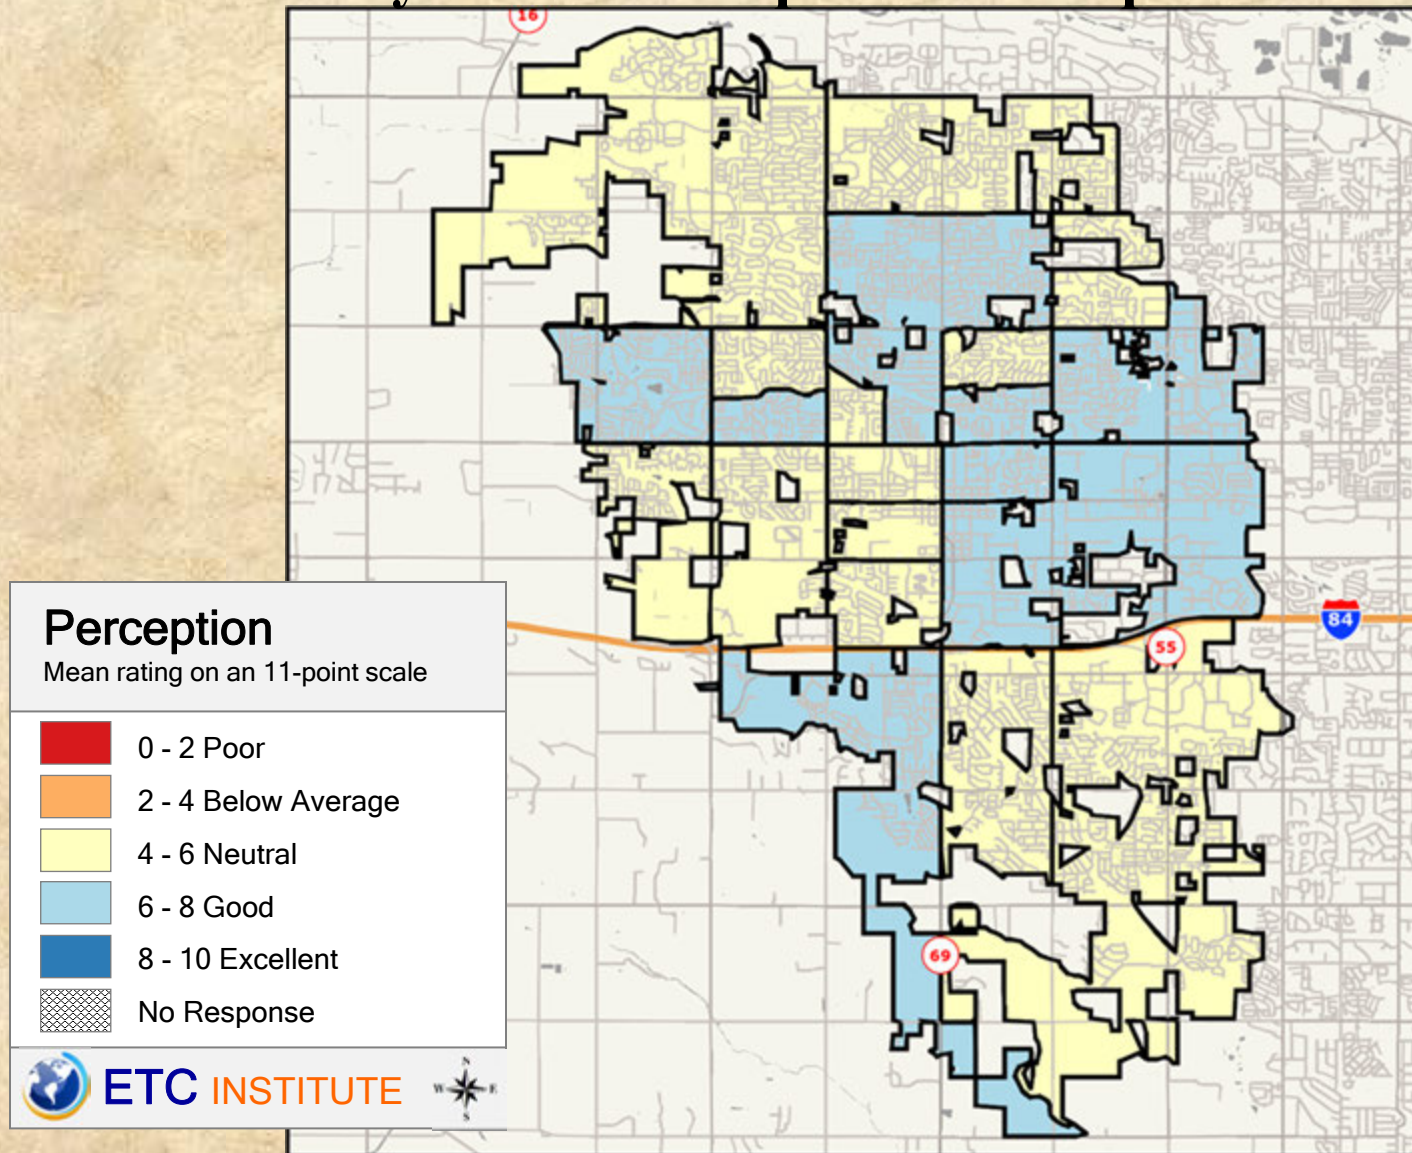 16
84
55
69
Perception
Mean rating on an 11-point scale
0 - 2 Poor
2 - 4 Below Average
4 - 6 Neutral
6 - 8 Good
8 - 10 Excellent
No Response
ETC INSTITUTE
N
W E
S